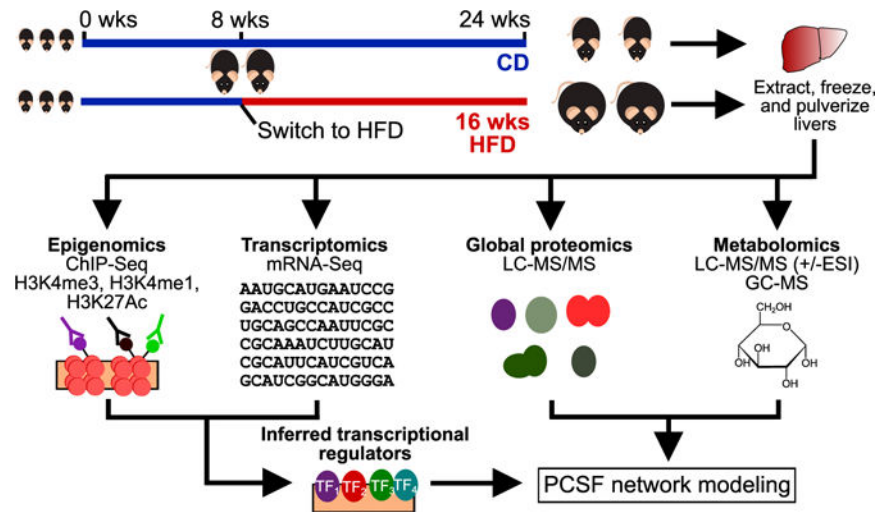 0 wks
8 wks
24 wks
CD
Switch to HFD
16 wks
HFD
Extract, freeze,
and pulverize
livers
Epigenomics
ChIP-Seq
H3K4me3, H3K4me1,
H3K27Ac
Transcriptomics
mRNA-Seq
AAUGCAUGAAUCCG
GACCUGCCAUCGCC
UGCAGCCAAUUCGC
CGCAAAUCUUGCAU
CGCAUUCAUCGUCA
GCAUCGGCAUGGGA
Global proteomics
LC-MS/MS
Metabolomics
LC-MS/MS (+/-ESI)
GC-MS
CH₂OH
O
OH
OH
OH
OH
Inferred transcriptional
regulators
TF₁ TF₂ TF₃ TF₄
PCSF network modeling